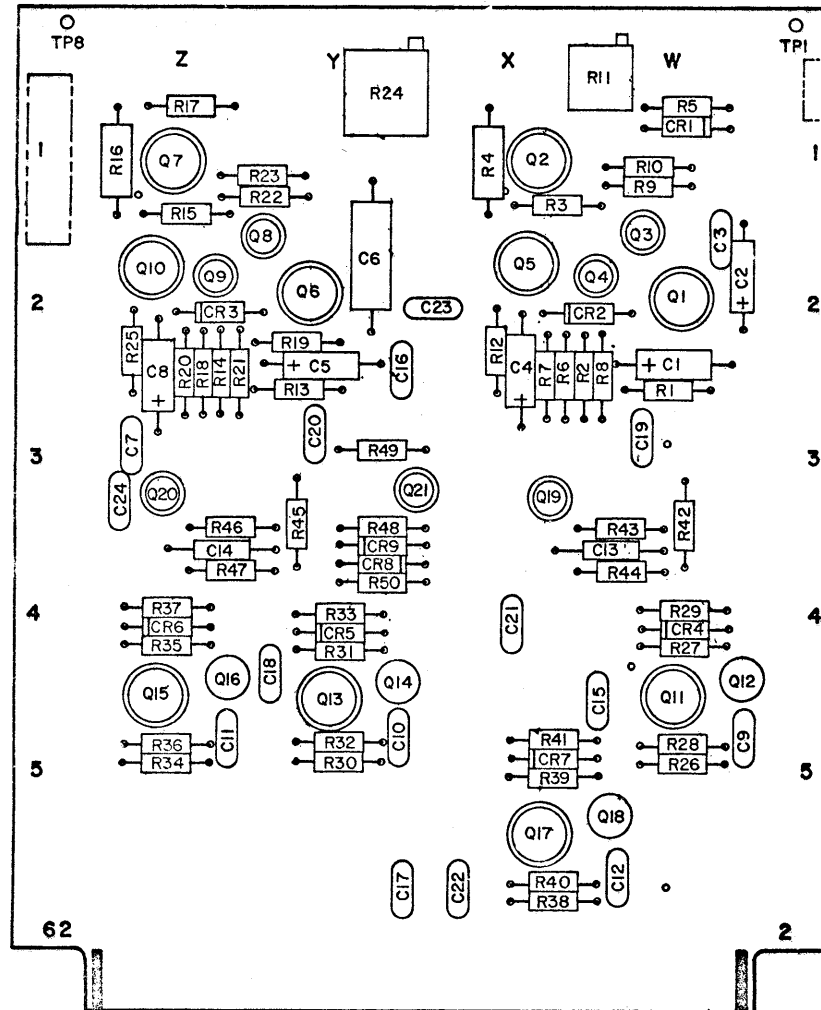 TP8
TP1
Z
Y
X
W
R24
R11
R17
R5
CR1
1
R16
Q7
R4
Q2
R10
1
R23
R9
R22
R3
R15
Q8
Q3
C3
C6
Q10
Q9
Q5
Q4
C2
+
Q6
Q1
2
2
CR3
C23
CR2
R25
R19
R12
C8
+
R20
R18
R14
R21
+ C5
C16
C4
+
R7
R6
R2
R8
+ C1
R13
R1
C7
C20
C19
R49
3
3
C24
Q20
Q21
Q19
R45
R42
R46
R48
R43
C14
CR9
C13
R47
CR8
R44
R50
R37
R33
C21
R29
4
4
CR6
CR5
CR4
R35
R31
R27
Q16
C18
Q14
Q12
Q15
Q13
C15
Q11
C11
C10
C9
R36
R32
R41
R28
R34
R30
CR7
R26
5
5
R39
Q18
Q17
C17
C22
C12
R40
R38
62
2